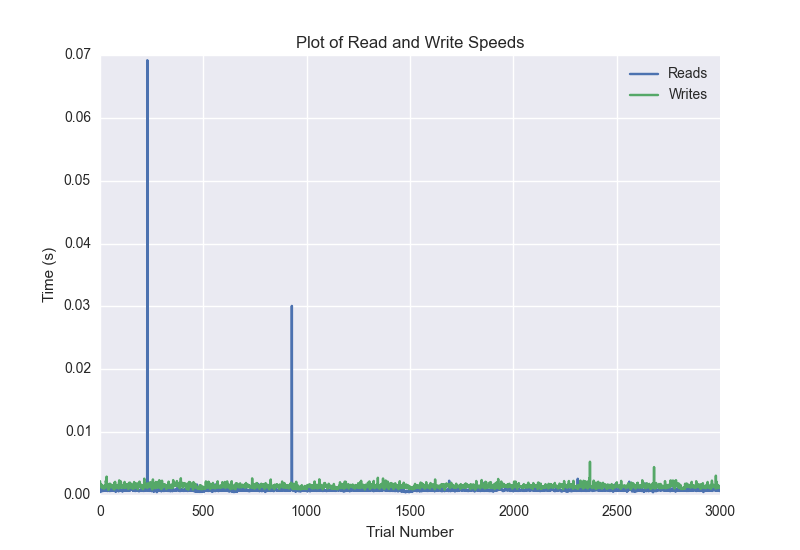 Plot of Read and Write Speeds
0.07
0.06
0.05
0.04
0.03
0.02
0.01
0.00
Time (s)
Reads
Writes
0 500 1000 1500 2000 2500 3000
Trial Number